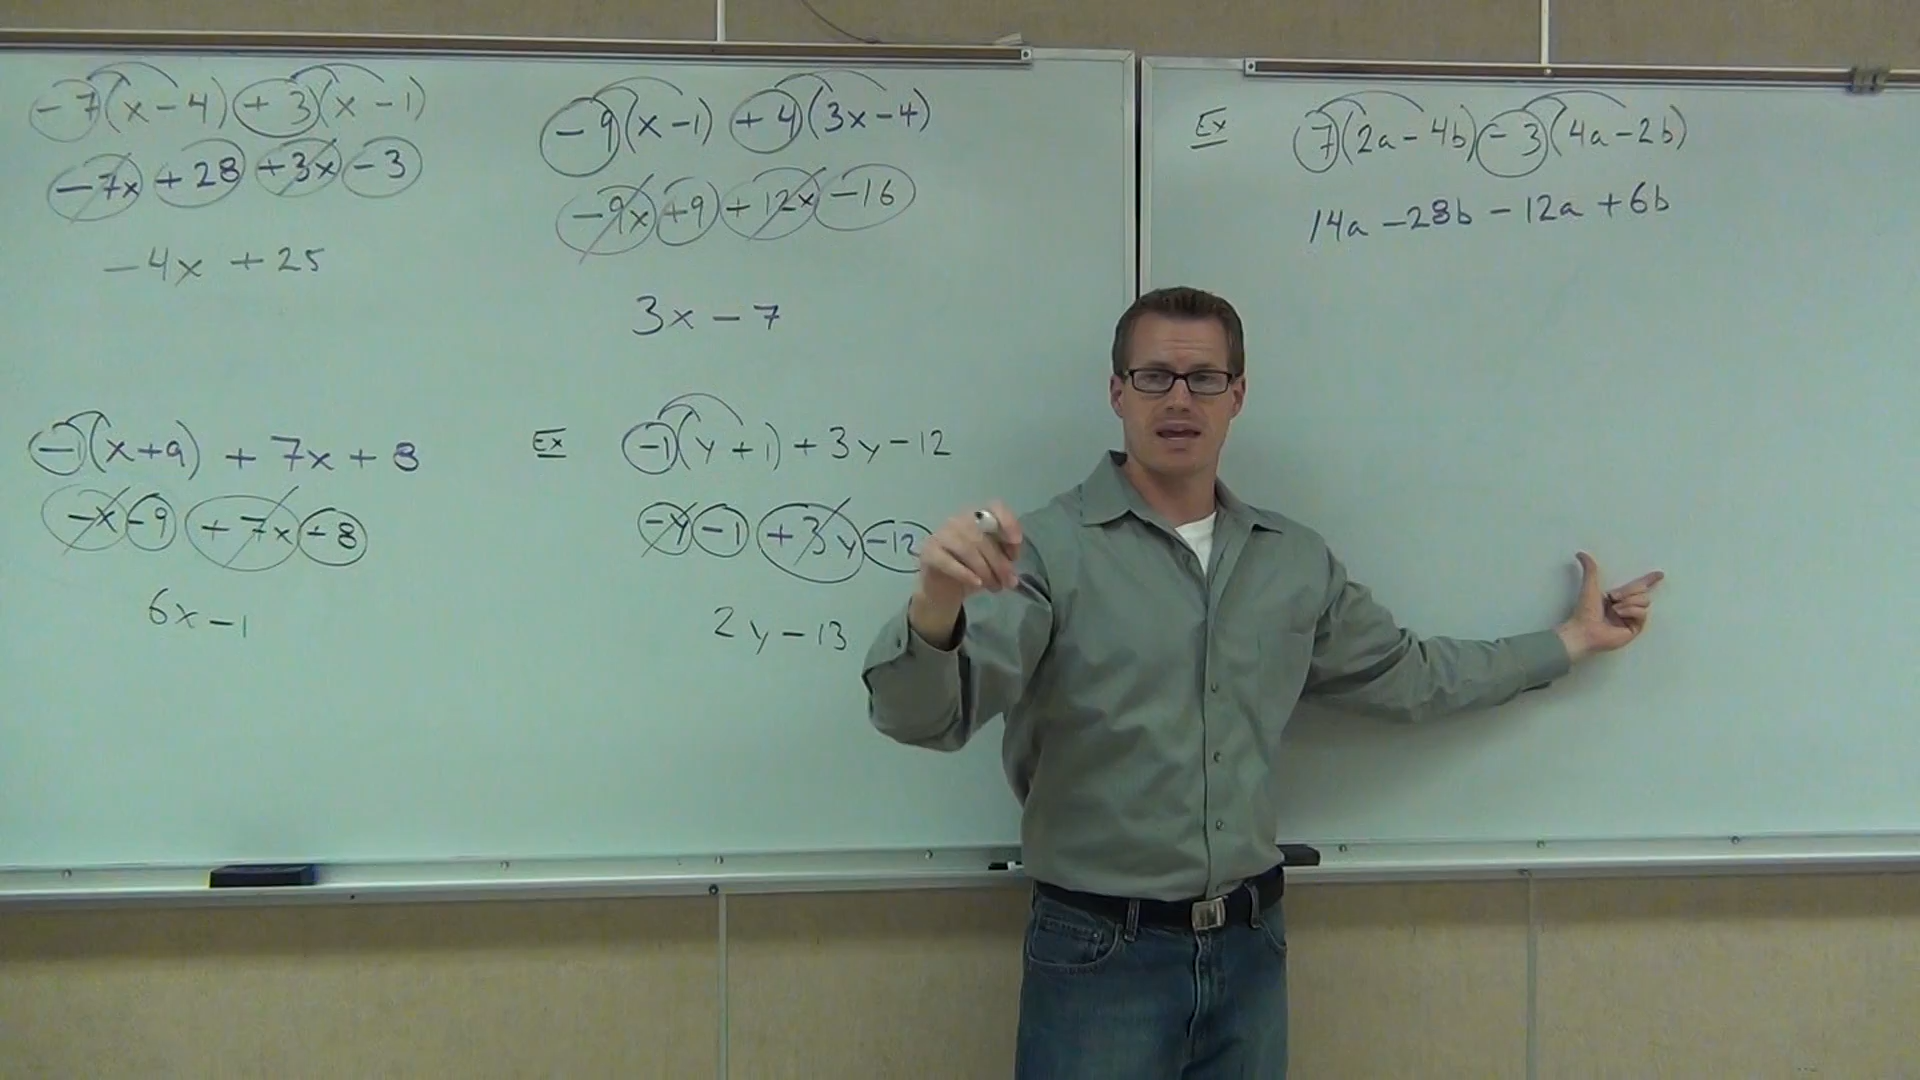 -7(x-4)+3(x-1)
-7x+28+3x-3
-4x+25
-9(x-1)+4(3x-4)
-9x+9+12x-16
3x-7
-1(x+9)+7x+8
-x-9+7x+8
6x-1
Ex -1(y+1)+3y-12
-y-1+3y-12
2y-13
Ex 7(2a-4b)-3(4a-2b)
14a-28b-12a+6b